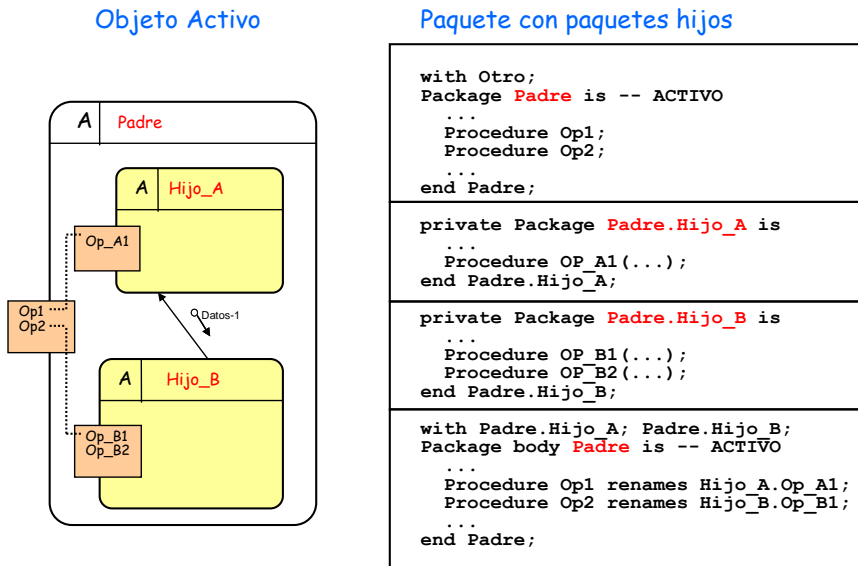 Objeto Activo
A Padre
A Hijo_A
Op_A1
Op1
Op2
Datos-1
A Hijo_B
Op_B1
Op_B2
Paquete con paquetes hijos
with Otro;
Package Padre is -- ACTIVO
...
Procedure Op1;
Procedure Op2;
...
end Padre;
private Package Padre.Hijo_A is
...
Procedure OP_A1(...);
end Padre.Hijo_A;
private Package Padre.Hijo_B is
...
Procedure OP_B1(...);
Procedure OP_B2(...);
end Padre.Hijo_B;
with Padre.Hijo_A; Padre.Hijo_B;
Package body Padre is -- ACTIVO
...
Procedure Op1 renames Hijo_A.Op_A1;
Procedure Op2 renames Hijo_B.Op_B1;
...
end Padre;